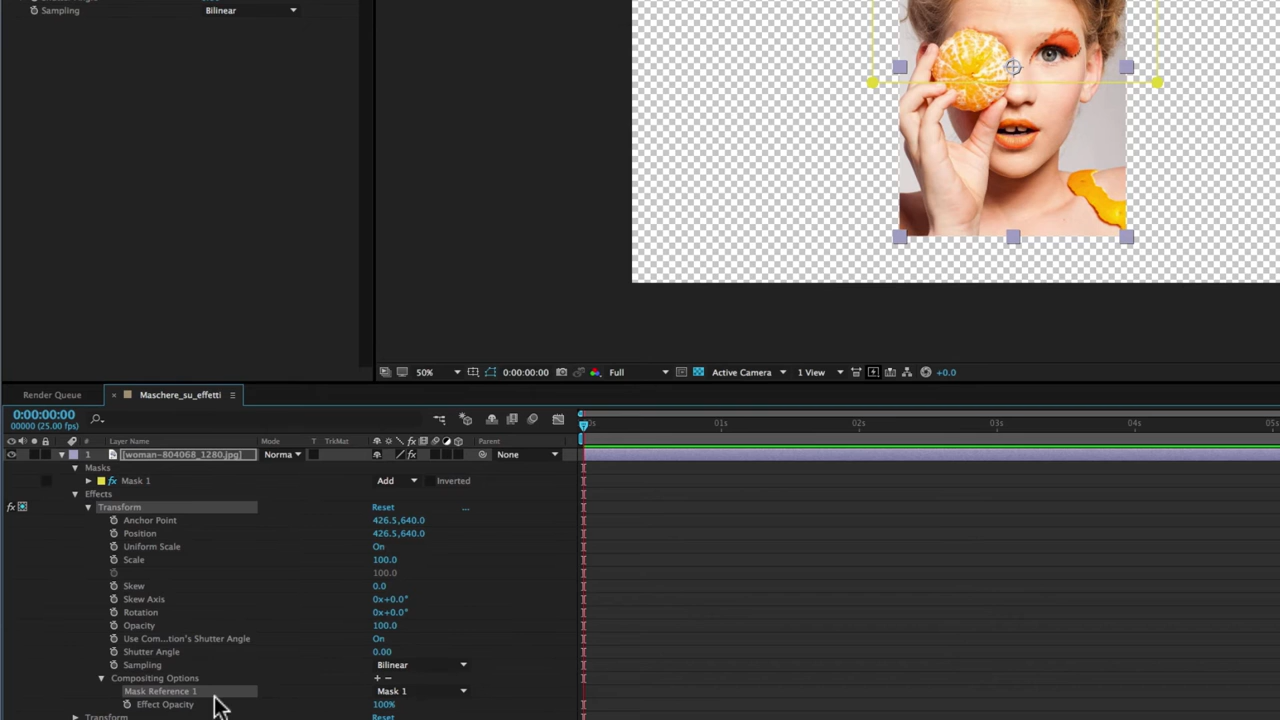 Sampling Bilinear
50% 0:00:00:00 Full Active Camera 1 View +0.0
Render Queue × Maschere_su_effetti
0:00:00:00
00000 (25.00 fps)
01s 02s 03s 04s 05s
# Layer Name Mode T TrkMat fx Parent
1 [woman-804068_1280.jpg] Norma fx None
Masks
fx Mask 1 Add Inverted
Effects
fx Transform Reset ...
Anchor Point 426.5,640.0
Position 426.5,640.0
Uniform Scale On
Scale 100.0
100.0
Skew 0.0
Skew Axis 0x+0.0°
Rotation 0x+0.0°
Opacity 100.0
Use Com...tion's Shutter Angle On
Shutter Angle 0.00
Sampling Bilinear
Compositing Options + −
Mask Reference 1 Mask 1
Effect Opacity 100%
Transform Reset